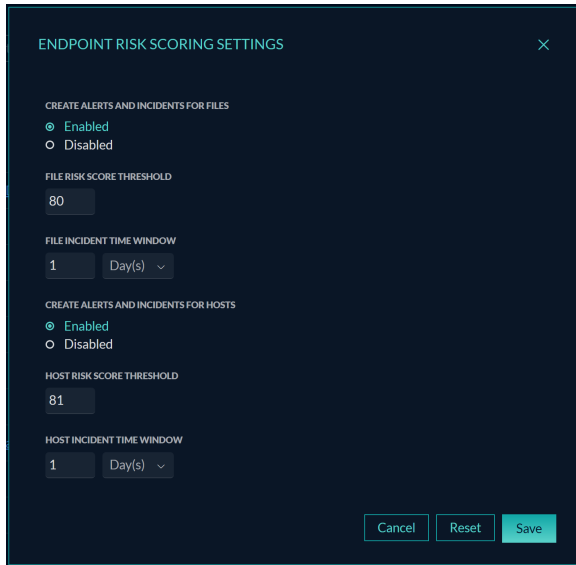 ENDPOINT RISK SCORING SETTINGS
CREATE ALERTS AND INCIDENTS FOR FILES
Enabled
Disabled
FILE RISK SCORE THRESHOLD
80
FILE INCIDENT TIME WINDOW
1 Day(s)
CREATE ALERTS AND INCIDENTS FOR HOSTS
Enabled
Disabled
HOST RISK SCORE THRESHOLD
81
HOST INCIDENT TIME WINDOW
1 Day(s)
Cancel Reset Save